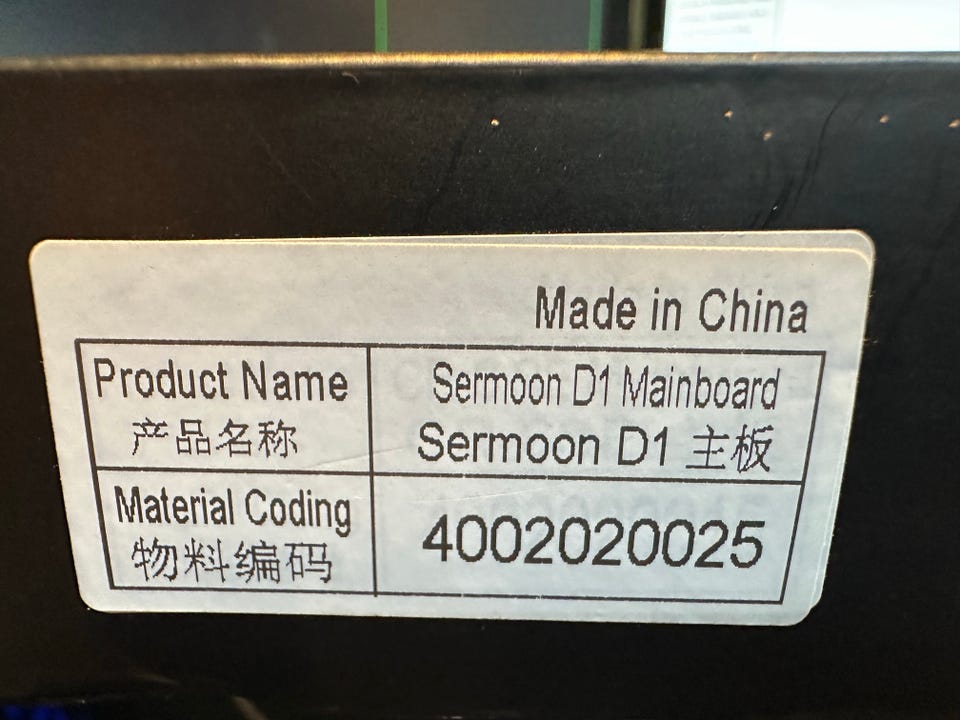 Made in China
Product Name
产品名称
Sermoon D1 Mainboard
Sermoon D1 主板
Material Coding
物料编码
4002020025